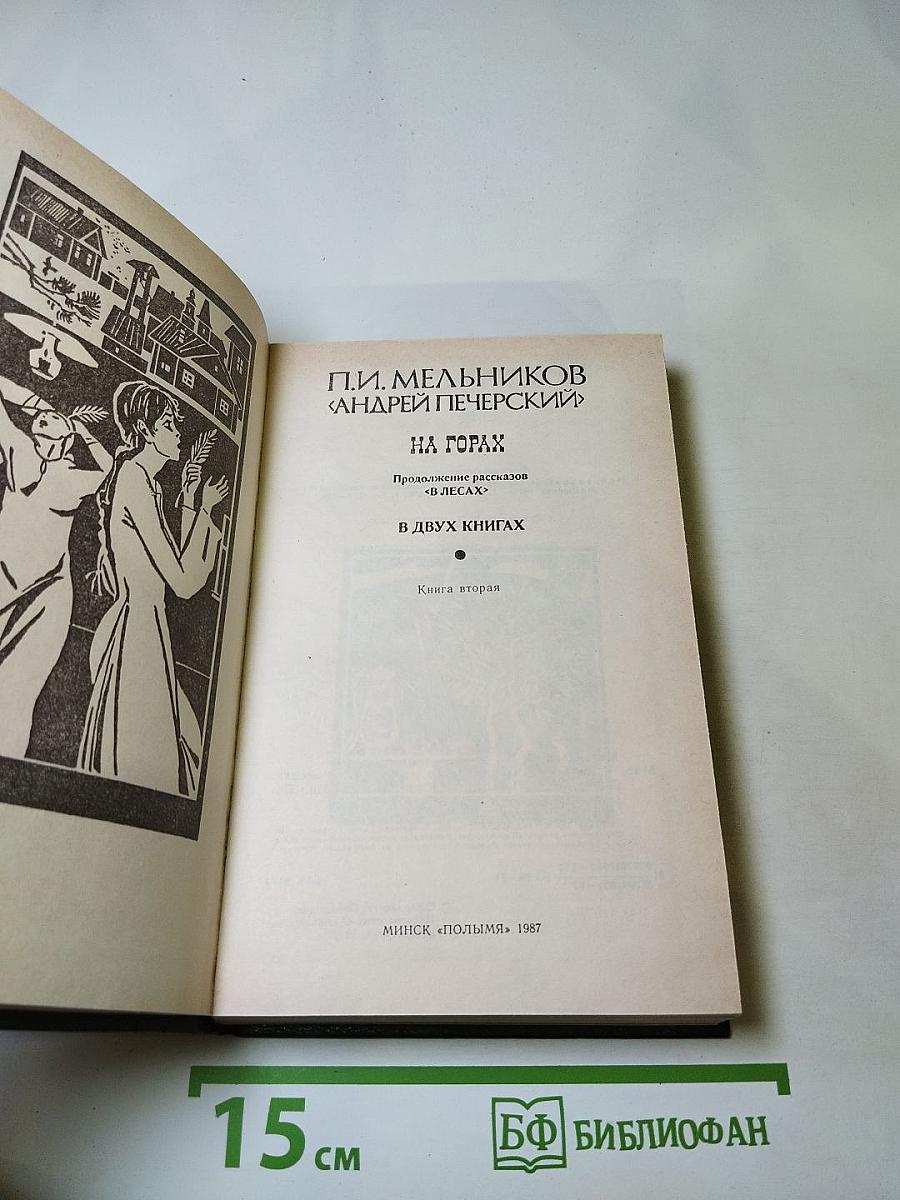 П.И. МЕЛЬНИКОВ
‹АНДРЕЙ ПЕЧЕРСКИЙ›
НА ГОРАХ
Продолжение рассказов
‹В ЛЕСАХ›
В ДВУХ КНИГАХ
Книга вторая
МИНСК «ПОЛЫМЯ» 1987
15 см
БФ БИБЛИОФАН